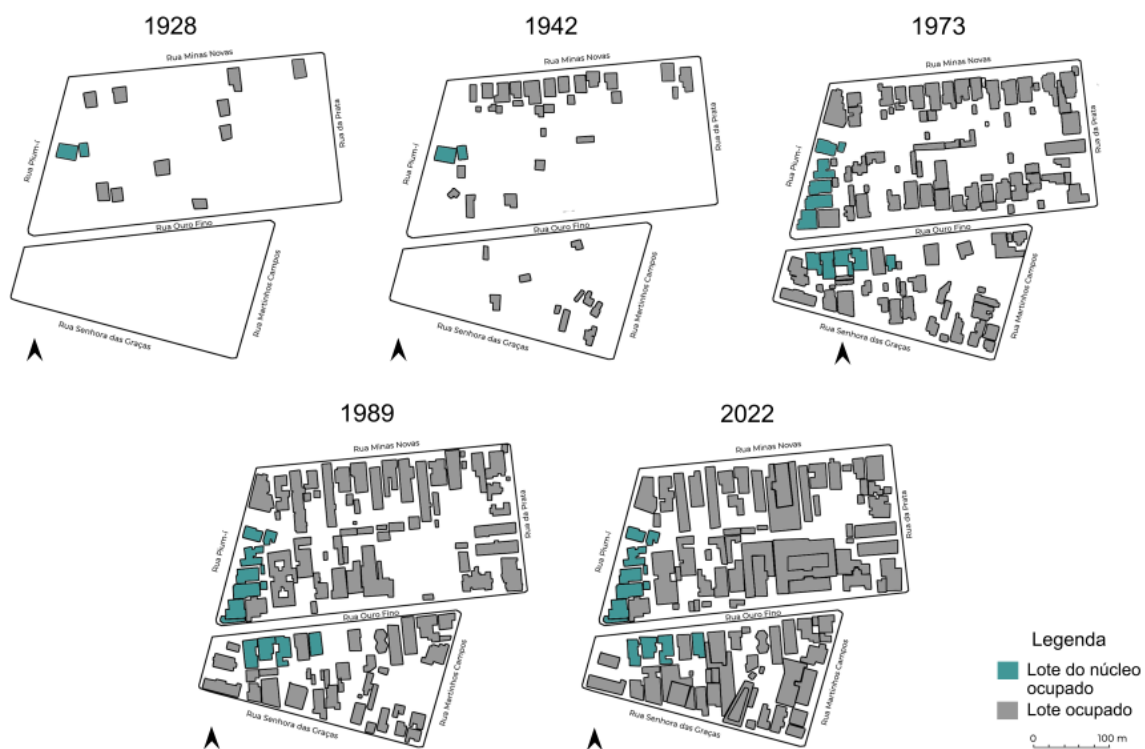 1928
Rua Minas Novas
Rua Pium-í
Rua da Prata
Rua Ouro Fino
Rua Martinhos Campos
Rua Senhora das Graças
1942
Rua Minas Novas
Rua Pium-í
Rua da Prata
Rua Ouro Fino
Rua Martinhos Campos
Rua Senhora das Graças
1973
Rua Minas Novas
Rua Pium-í
Rua da Prata
Rua Ouro Fino
Rua Martinhos Campos
Rua Senhora das Graças
1989
Rua Minas Novas
Rua Pium-í
Rua da Prata
Rua Ouro Fino
Rua Martinhos Campos
Rua Senhora das Graças
2022
Rua Minas Novas
Rua Pium-í
Rua da Prata
Rua Ouro Fino
Rua Martinhos Campos
Rua Senhora das Graças
Legenda
Lote do núcleo
ocupado
Lote ocupado
0 100 m